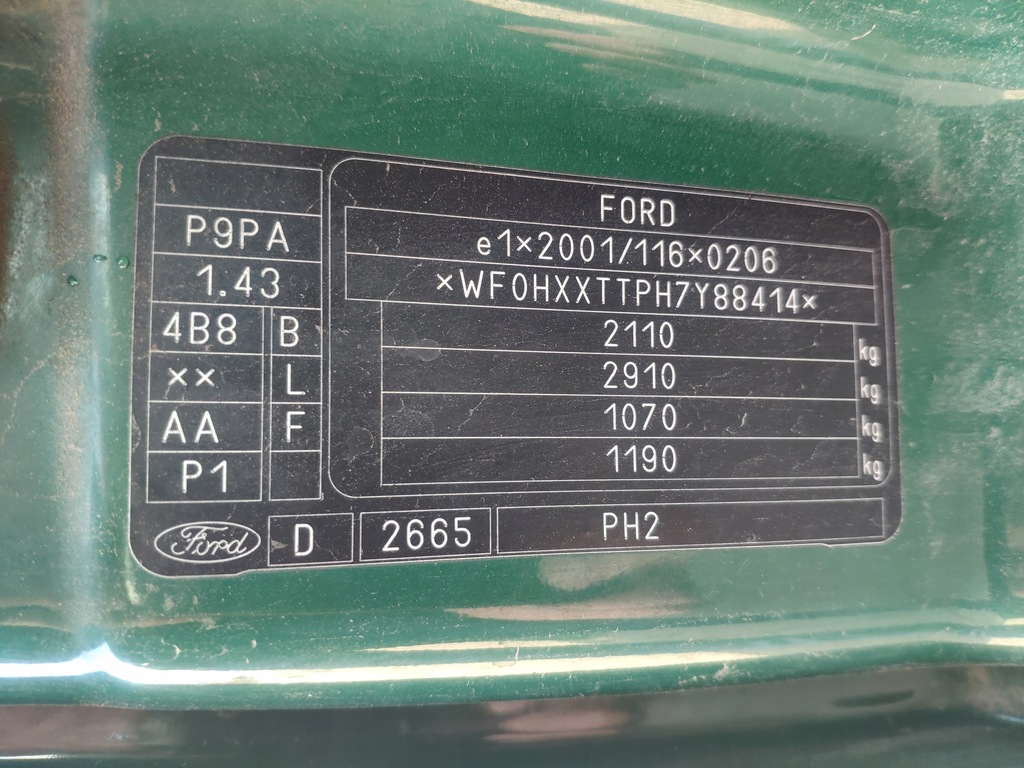 FORD
e1×2001/116×0206
×WF0HXXTTPH7Y88414×
2110 kg
2910 kg
1070 kg
1190 kg
P9PA
1.43
4B8 B
×× L
AA F
P1
Ford D 2665 PH2